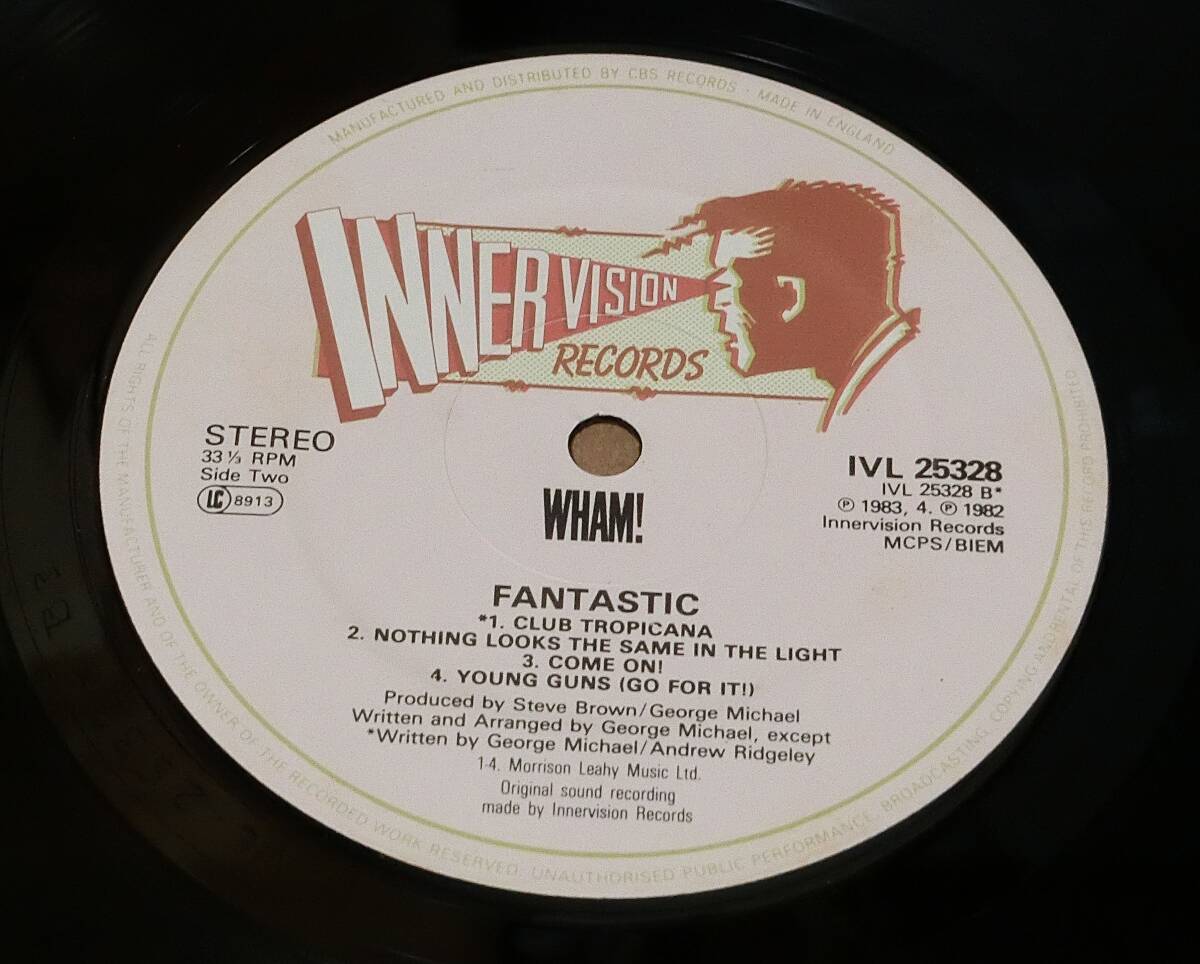 MANUFACTURED AND DISTRIBUTED BY CBS RECORDS · MADE IN ENGLAND
INNERVISION
RECORDS
STEREO
33 ⅓ RPM
Side Two
LC 8913
IVL 25328
IVL 25328 B*
℗ 1983, 4. ℗ 1982
Innervision Records
MCPS/BIEM
WHAM!
FANTASTIC
*1. CLUB TROPICANA
2. NOTHING LOOKS THE SAME IN THE LIGHT
3. COME ON!
4. YOUNG GUNS (GO FOR IT!)
Produced by Steve Brown/George Michael
Written and Arranged by George Michael, except
*Written by George Michael/Andrew Ridgeley
1-4. Morrison Leahy Music Ltd.
Original sound recording
made by Innervision Records
ALL RIGHTS OF THE MANUFACTURER AND OF THE OWNER OF THE RECORDED WORK RESERVED. UNAUTHORISED PUBLIC PERFORMANCE, BROADCASTING, COPYING AND RENTAL OF THIS RECORD PROHIBITED